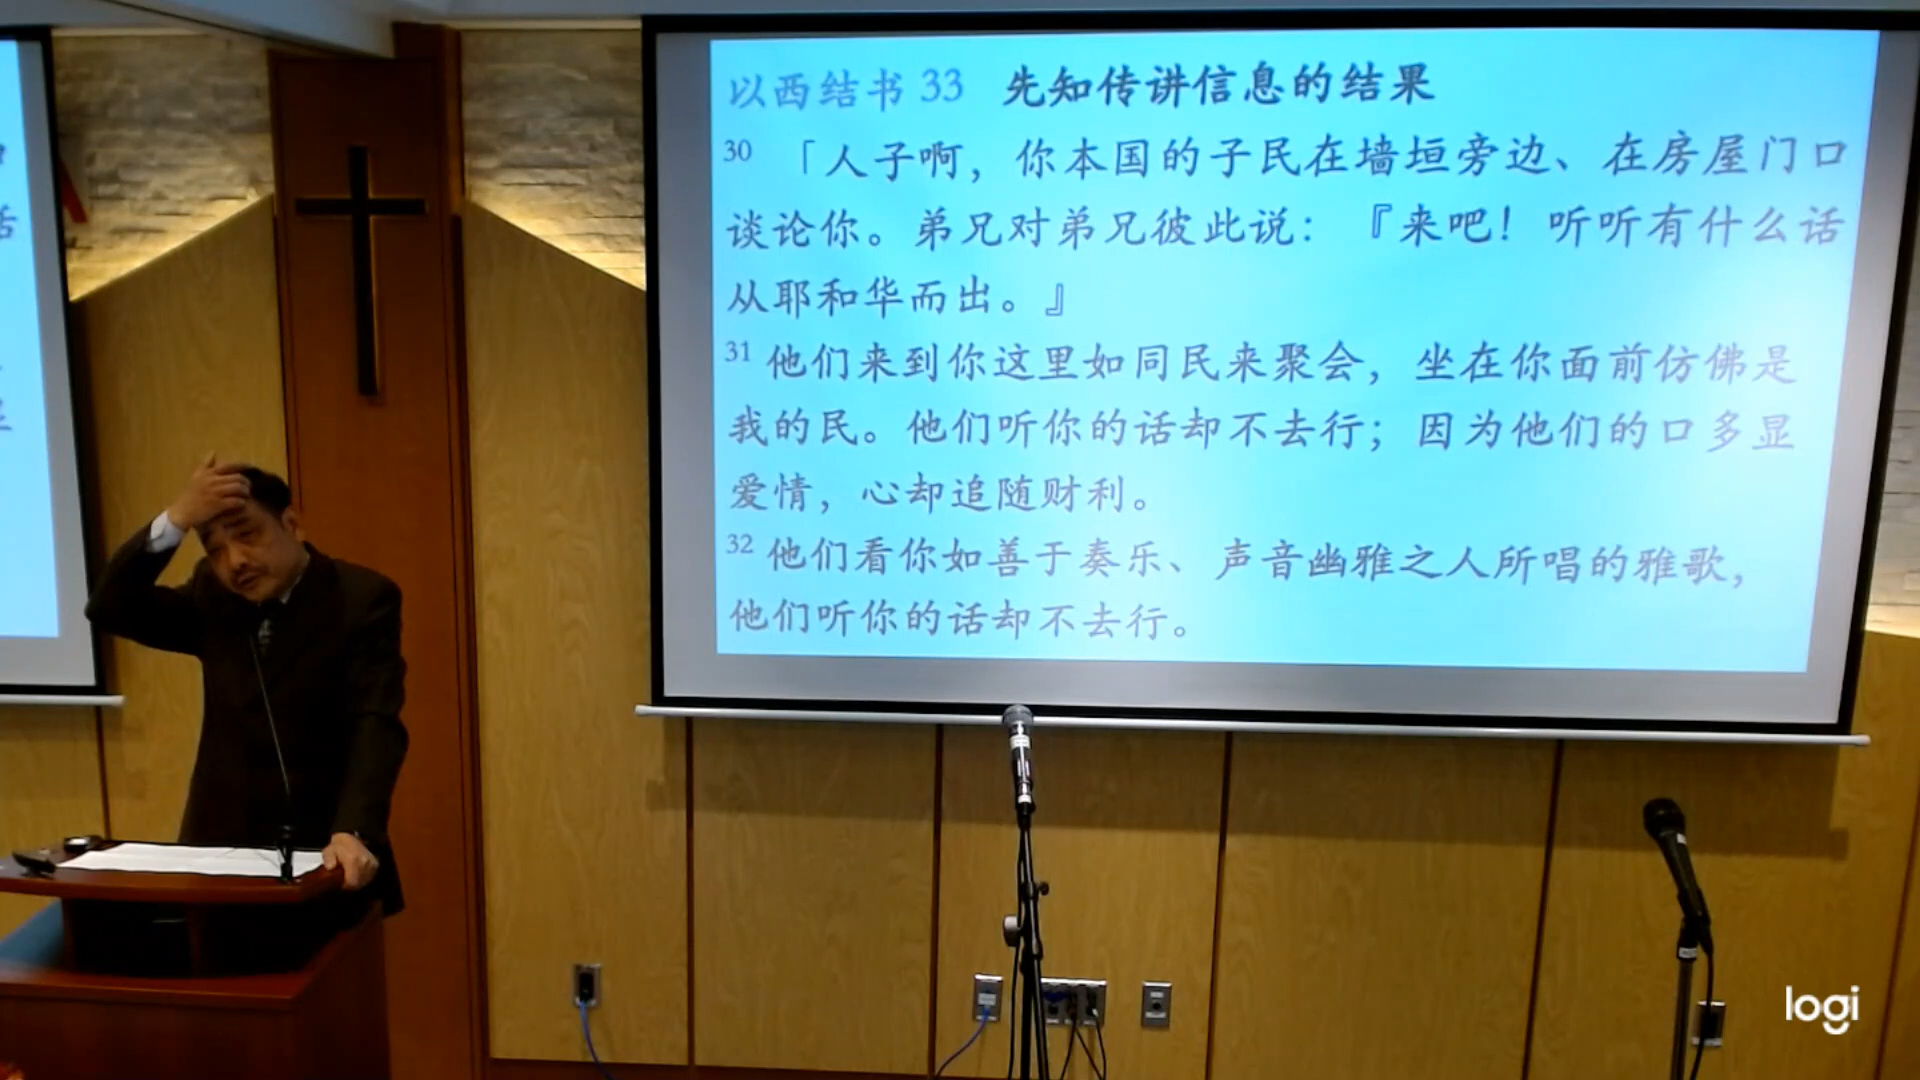 以西结书 33 先知传讲信息的结果
30 「人子啊，你本国的子民在墙垣旁边、在房屋门口
谈论你。弟兄对弟兄彼此说：『来吧！听听有什么话
从耶和华而出。』
31 他们来到你这里如同民来聚会，坐在你面前仿佛是
我的民。他们听你的话却不去行；因为他们的口多显
爱情，心却追随财利。
32 他们看你如善于奏乐、声音幽雅之人所唱的雅歌，
他们听你的话却不去行。
logi